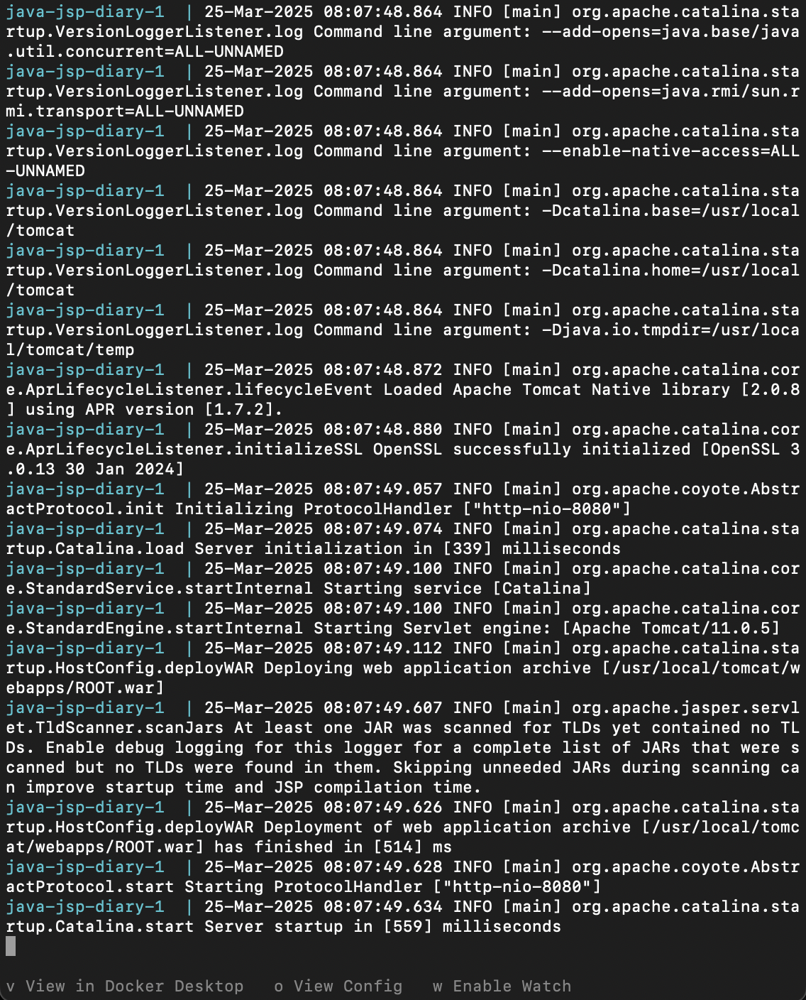 java-jsp-diary-1  | 25-Mar-2025 08:07:48.864 INFO [main] org.apache.catalina.sta
rtup.VersionLoggerListener.log Command line argument: --add-opens=java.base/java
.util.concurrent=ALL-UNNAMED
java-jsp-diary-1  | 25-Mar-2025 08:07:48.864 INFO [main] org.apache.catalina.sta
rtup.VersionLoggerListener.log Command line argument: --add-opens=java.rmi/sun.r
mi.transport=ALL-UNNAMED
java-jsp-diary-1  | 25-Mar-2025 08:07:48.864 INFO [main] org.apache.catalina.sta
rtup.VersionLoggerListener.log Command line argument: --enable-native-access=ALL
-UNNAMED
java-jsp-diary-1  | 25-Mar-2025 08:07:48.864 INFO [main] org.apache.catalina.sta
rtup.VersionLoggerListener.log Command line argument: -Dcatalina.base=/usr/local
/tomcat
java-jsp-diary-1  | 25-Mar-2025 08:07:48.864 INFO [main] org.apache.catalina.sta
rtup.VersionLoggerListener.log Command line argument: -Dcatalina.home=/usr/local
/tomcat
java-jsp-diary-1  | 25-Mar-2025 08:07:48.864 INFO [main] org.apache.catalina.sta
rtup.VersionLoggerListener.log Command line argument: -Djava.io.tmpdir=/usr/loca
l/tomcat/temp
java-jsp-diary-1  | 25-Mar-2025 08:07:48.872 INFO [main] org.apache.catalina.cor
e.AprLifecycleListener.lifecycleEvent Loaded Apache Tomcat Native library [2.0.8
] using APR version [1.7.2].
java-jsp-diary-1  | 25-Mar-2025 08:07:48.880 INFO [main] org.apache.catalina.cor
e.AprLifecycleListener.initializeSSL OpenSSL successfully initialized [OpenSSL 3
.0.13 30 Jan 2024]
java-jsp-diary-1  | 25-Mar-2025 08:07:49.057 INFO [main] org.apache.coyote.Abstr
actProtocol.init Initializing ProtocolHandler ["http-nio-8080"]
java-jsp-diary-1  | 25-Mar-2025 08:07:49.074 INFO [main] org.apache.catalina.sta
rtup.Catalina.load Server initialization in [339] milliseconds
java-jsp-diary-1  | 25-Mar-2025 08:07:49.100 INFO [main] org.apache.catalina.cor
e.StandardService.startInternal Starting service [Catalina]
java-jsp-diary-1  | 25-Mar-2025 08:07:49.100 INFO [main] org.apache.catalina.cor
e.StandardEngine.startInternal Starting Servlet engine: [Apache Tomcat/11.0.5]
java-jsp-diary-1  | 25-Mar-2025 08:07:49.112 INFO [main] org.apache.catalina.sta
rtup.HostConfig.deployWAR Deploying web application archive [/usr/local/tomcat/w
ebapps/ROOT.war]
java-jsp-diary-1  | 25-Mar-2025 08:07:49.607 INFO [main] org.apache.jasper.servl
et.TldScanner.scanJars At least one JAR was scanned for TLDs yet contained no TL
Ds. Enable debug logging for this logger for a complete list of JARs that were s
canned but no TLDs were found in them. Skipping unneeded JARs during scanning ca
n improve startup time and JSP compilation time.
java-jsp-diary-1  | 25-Mar-2025 08:07:49.626 INFO [main] org.apache.catalina.sta
rtup.HostConfig.deployWAR Deployment of web application archive [/usr/local/tomc
at/webapps/ROOT.war] has finished in [514] ms
java-jsp-diary-1  | 25-Mar-2025 08:07:49.628 INFO [main] org.apache.coyote.Abstr
actProtocol.start Starting ProtocolHandler ["http-nio-8080"]
java-jsp-diary-1  | 25-Mar-2025 08:07:49.634 INFO [main] org.apache.catalina.sta
rtup.Catalina.start Server startup in [559] milliseconds
v View in Docker Desktop   o View Config   w Enable Watch